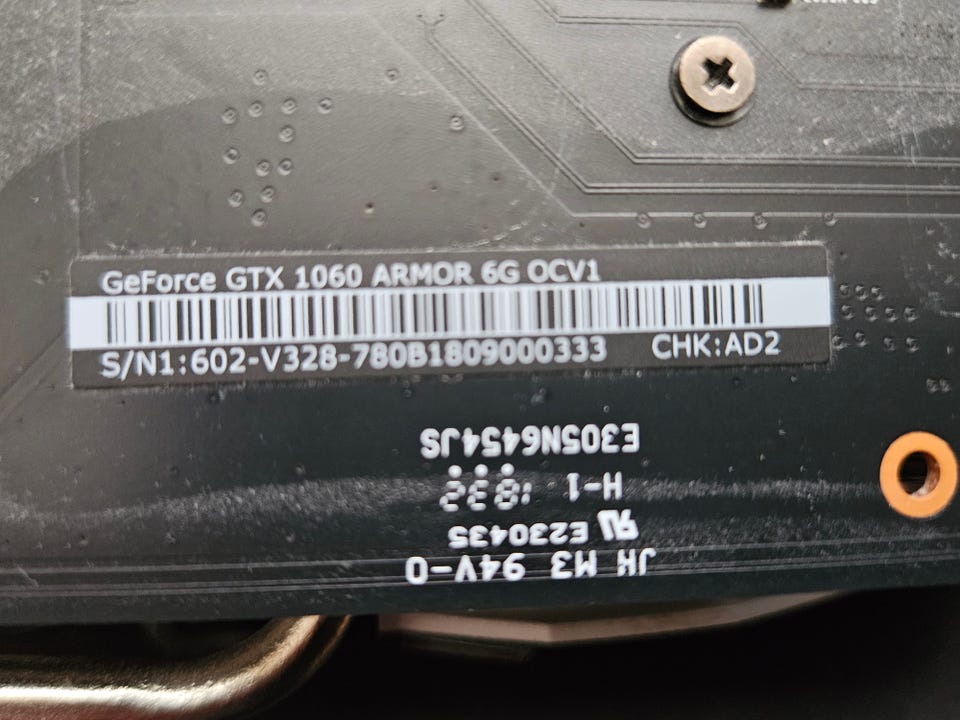 GeForce GTX 1060 ARMOR 6G OCV1
S/N1:602-V328-780B1809000333 CHK:AD2
JH M3 94V-0
E230435
H-1
E305N6454JS